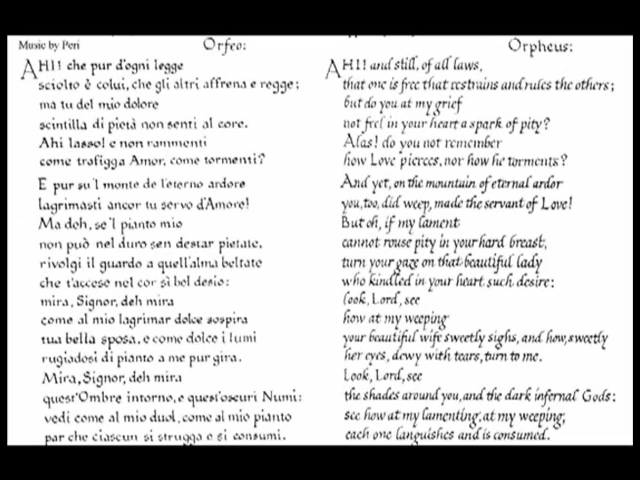 Music by Peri
Orfeo:
AHI! che pur d'ogni legge
sciolto è colui, che gli altri affrena e regge;
ma tu del mio dolore
scintilla di pietà non senti al core.
Ahi lasso! e non rammenti
come trafigga Amor, come tormenti?
E pur su'l monte de l'eterno ardore
lagrimasti ancor tu servo d'Amore!
Ma deh, se'l pianto mio
non può nel duro sen destar pietate,
rivolgi il guardo a quell'alma beltate
che t'accese nel cor sì bel desio:
mira, Signor, deh mira
come al mio lagrimar dolce sospira
tua bella sposa, e come dolce i lumi
rugiadosi di pianto a me pur gira.
Mira, Signor, deh mira
quest'Ombre intorno, e quest'oscuri Numi:
vedi come al mio duol, come al mio pianto
par che ciascun si strugga e si consumi.
Orpheus:
AHI! and still, of all laws,
that one is free that restrains and rules the others;
but do you at my grief
not feel in your heart a spark of pity?
Alas! do you not remember
how Love pierces, nor how he torments?
And yet, on the mountain of eternal ardor
you, too, did weep, made the servant of Love!
But oh, if my lament
cannot rouse pity in your hard breast,
turn your gaze on that beautiful lady
who kindled in your heart such desire:
look, Lord, see
how at my weeping
your beautiful wife sweetly sighs, and how, sweetly
her eyes, dewy with tears, turn to me.
Look, Lord, see
the shades around you, and the dark infernal Gods:
see how at my lamenting, at my weeping,
each one languishes and is consumed.